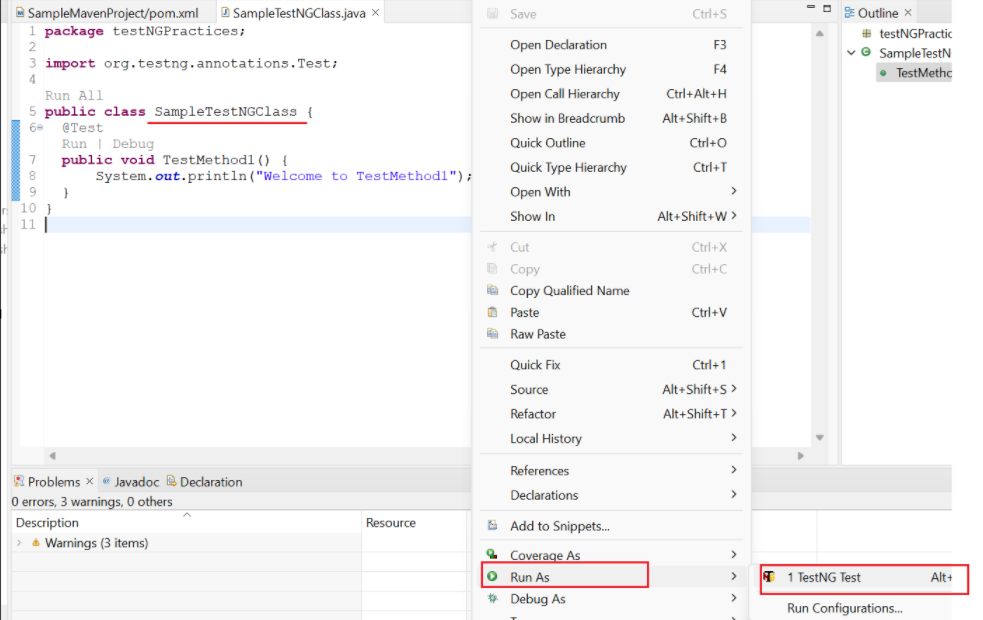 SampleMavenProject/pom.xml
SampleTestNGClass.java
1 package testNGPractices;
2
3 import org.testng.annotations.Test;
4
Run All
5 public class SampleTestNGClass {
6 @Test
Run | Debug
7 public void TestMethod1() {
8 System.out.println("Welcome to TestMethod1");
9 }
10 }
11
Save Ctrl+S
Open Declaration F3
Open Type Hierarchy F4
Open Call Hierarchy Ctrl+Alt+H
Show in Breadcrumb Alt+Shift+B
Quick Outline Ctrl+O
Quick Type Hierarchy Ctrl+T
Open With
Show In Alt+Shift+W
Cut Ctrl+X
Copy Ctrl+C
Copy Qualified Name
Paste Ctrl+V
Raw Paste
Quick Fix Ctrl+1
Source Alt+Shift+S
Refactor Alt+Shift+T
Local History
References
Declarations
Add to Snippets...
Coverage As
Run As
Debug As
1 TestNG Test Alt+
Run Configurations...
Outline
testNGPractic
SampleTestN
TestMetho
Problems
Javadoc
Declaration
0 errors, 3 warnings, 0 others
Description Resource
Warnings (3 items)